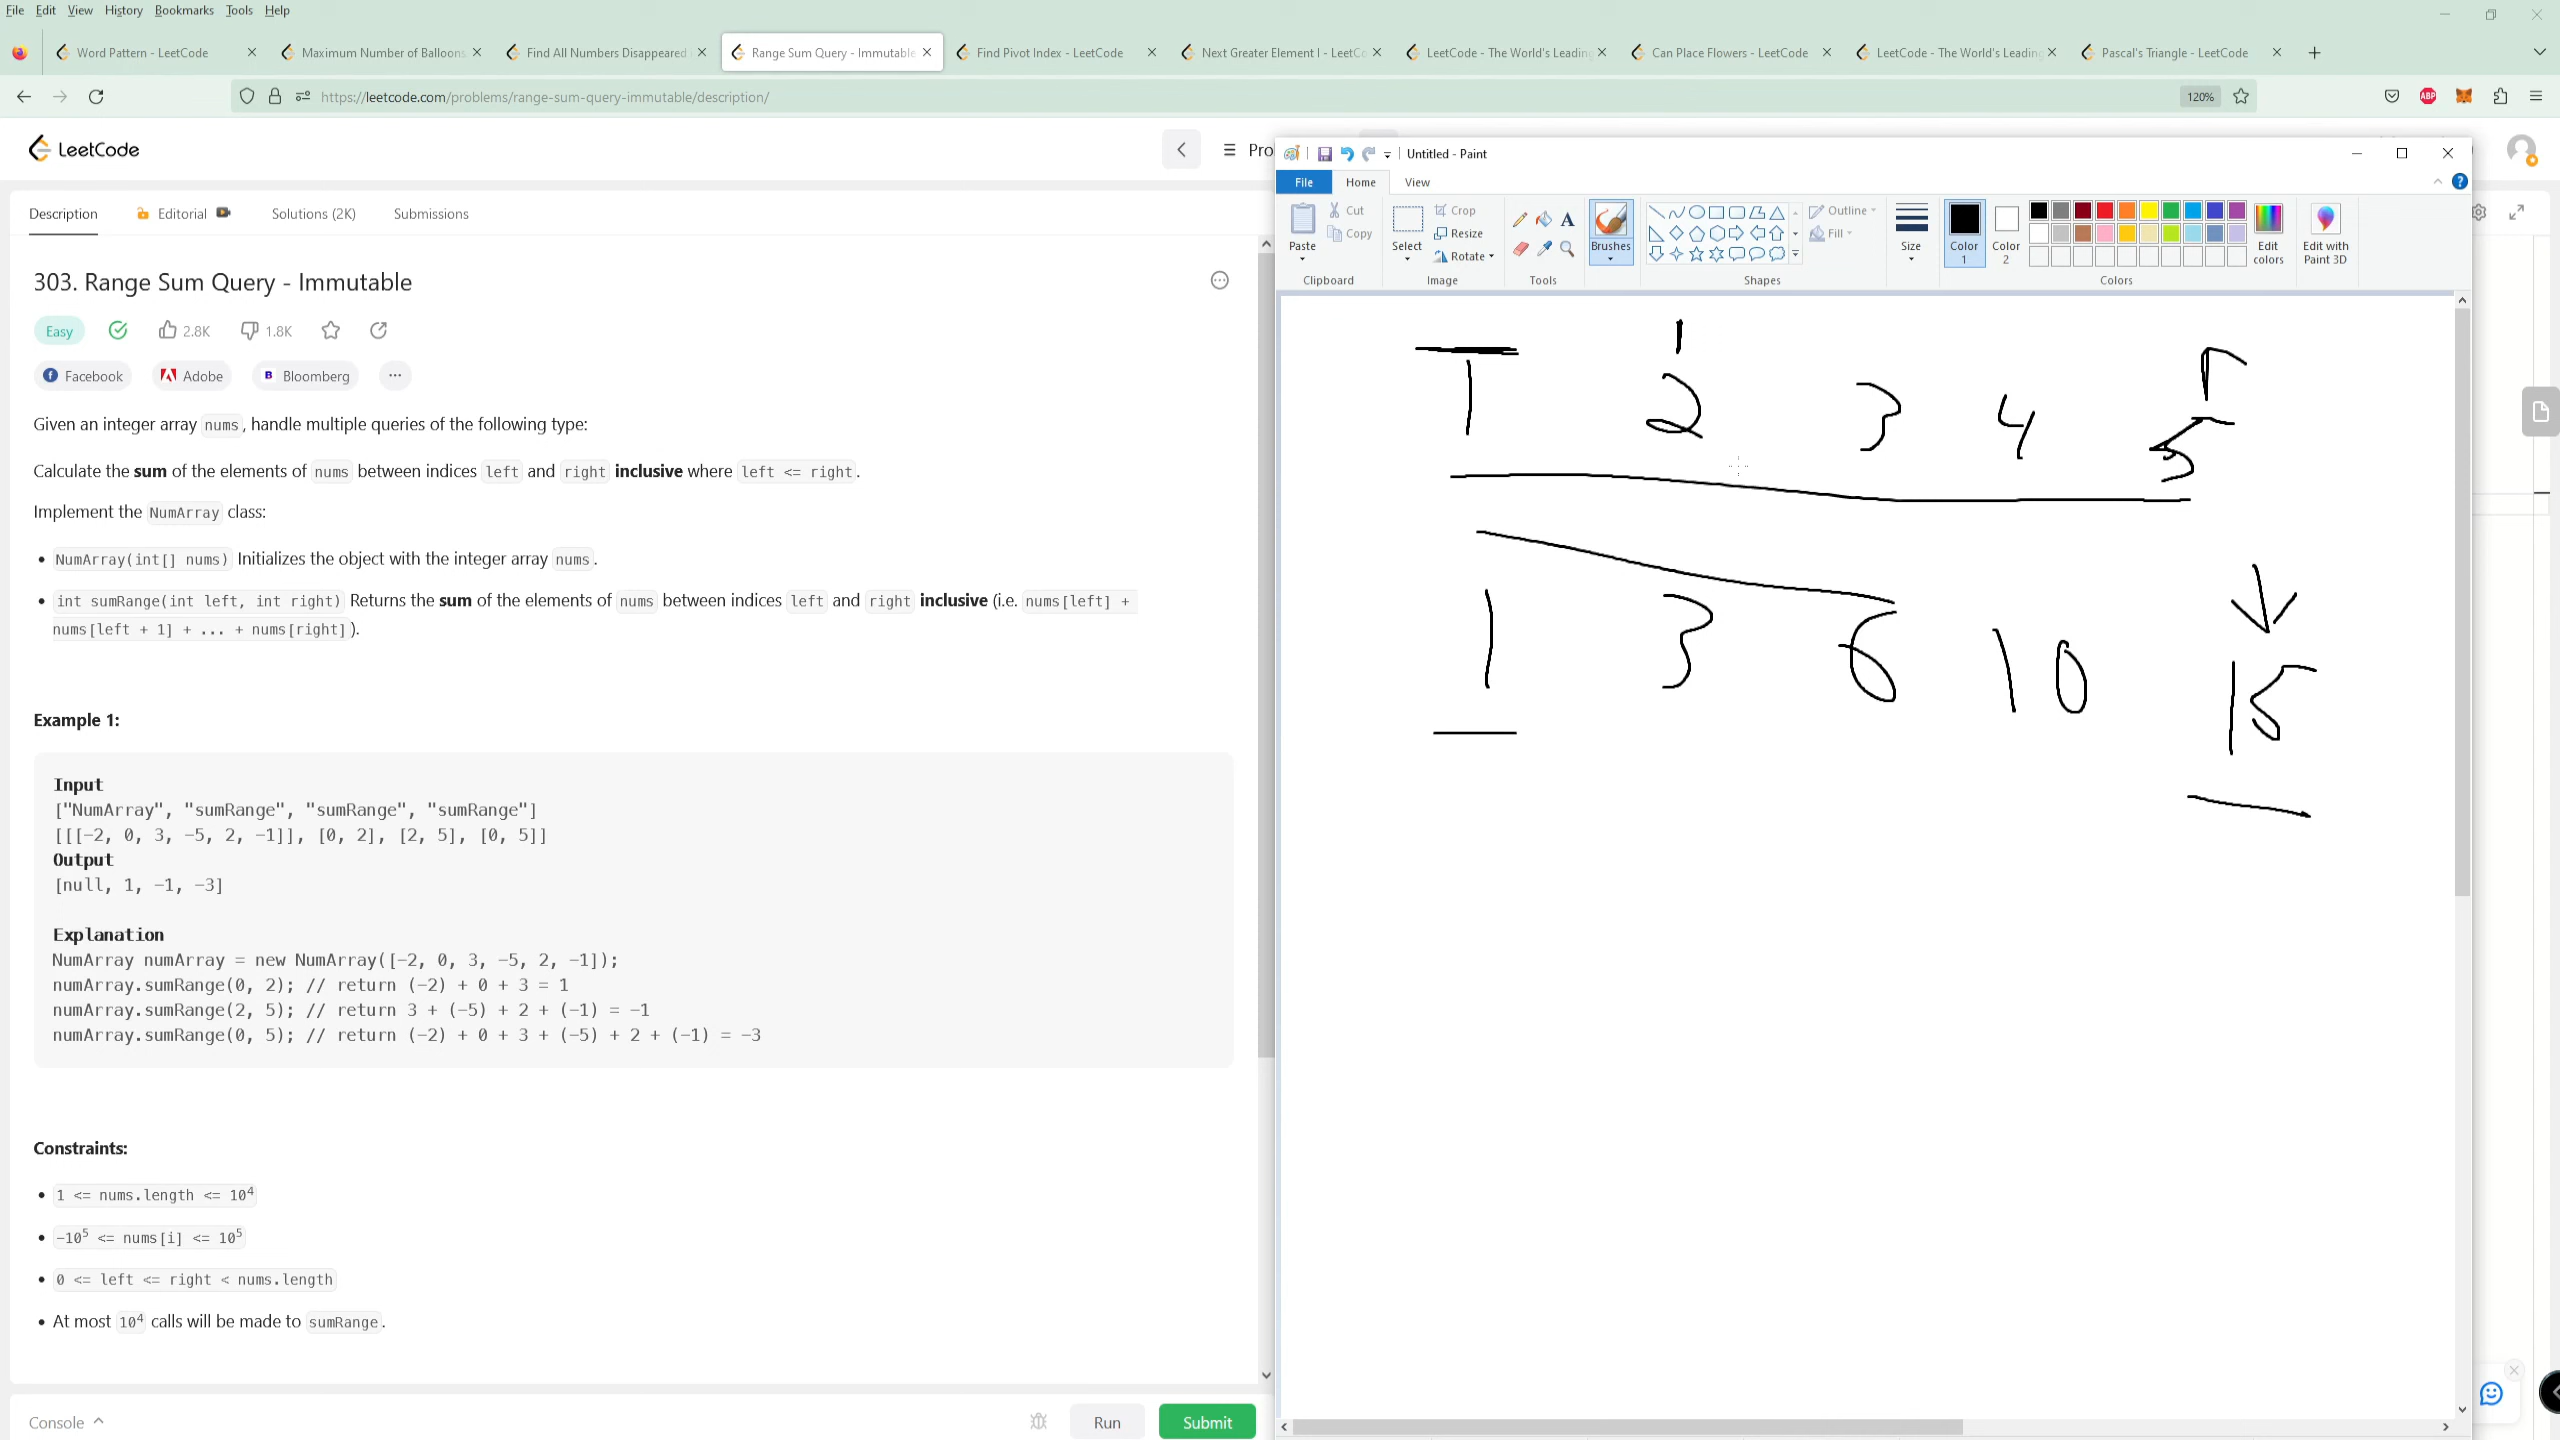 File Edit View History Bookmarks Tools Help
Word Pattern - LeetCode
Maximum Number of Balloons
Find All Numbers Disappeared
Range Sum Query - Immutable
Find Pivot Index - LeetCode
Next Greater Element I - LeetCo
LeetCode - The World's Leading
Can Place Flowers - LeetCode
LeetCode - The World's Leading
Pascal's Triangle - LeetCode
https://leetcode.com/problems/range-sum-query-immutable/description/
120%
ABP
LeetCode
Pro
Description Editorial Solutions (2K) Submissions
303. Range Sum Query - Immutable
Easy 2.8K 1.8K
Facebook Adobe B Bloomberg ...
Given an integer array nums, handle multiple queries of the following type:
Calculate the sum of the elements of nums between indices left and right inclusive where left <= right.
Implement the NumArray class:
• NumArray(int[] nums) Initializes the object with the integer array nums.
• int sumRange(int left, int right) Returns the sum of the elements of nums between indices left and right inclusive (i.e. nums[left] +
nums[left + 1] + ... + nums[right]).
Example 1:
Input
["NumArray", "sumRange", "sumRange", "sumRange"]
[[[-2, 0, 3, -5, 2, -1]], [0, 2], [2, 5], [0, 5]]
Output
[null, 1, -1, -3]
Explanation
NumArray numArray = new NumArray([-2, 0, 3, -5, 2, -1]);
numArray.sumRange(0, 2); // return (-2) + 0 + 3 = 1
numArray.sumRange(2, 5); // return 3 + (-5) + 2 + (-1) = -1
numArray.sumRange(0, 5); // return (-2) + 0 + 3 + (-5) + 2 + (-1) = -3
Constraints:
• 1 <= nums.length <= 10⁴
• -10⁵ <= nums[i] <= 10⁵
• 0 <= left <= right < nums.length
• At most 10⁴ calls will be made to sumRange.
Console
Run
Submit
Untitled - Paint
File Home View
Paste
Cut
Copy
Clipboard
Select
Crop
Resize
Rotate
Image
A
Tools
Brushes
Outline
Fill
Shapes
Size
Color 1
Color 2
Edit colors
Edit with Paint 3D
Colors
1 2 3 4 5
1 3 6 10 15